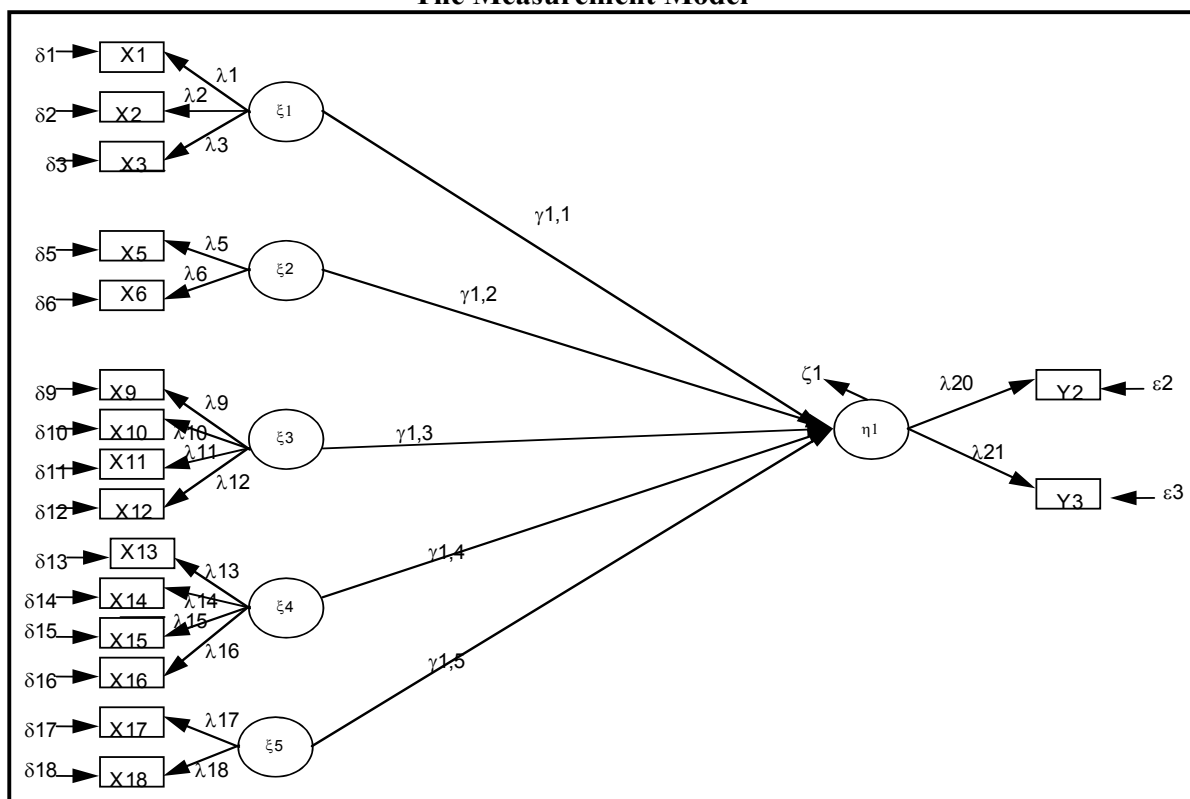 The Measurement Model
δ1 X1 λ1
δ2 X2 λ2 ξ1
δ3 X3 λ3
γ1,1
δ5 X5 λ5
ξ2
δ6 X6 λ6
γ1,2
δ9 X9 λ9
δ10 X10 λ10
ξ3
δ11 X11 λ11
δ12 X12 λ12
γ1,3
ζ1
η1
λ20 Y2 ε2
λ21 Y3 ε3
δ13 X13 λ13
δ14 X14 λ14
ξ4
δ15 X15 λ15
δ16 X16 λ16
γ1,4
δ17 X17 λ17
ξ5
δ18 X18 λ18
γ1,5